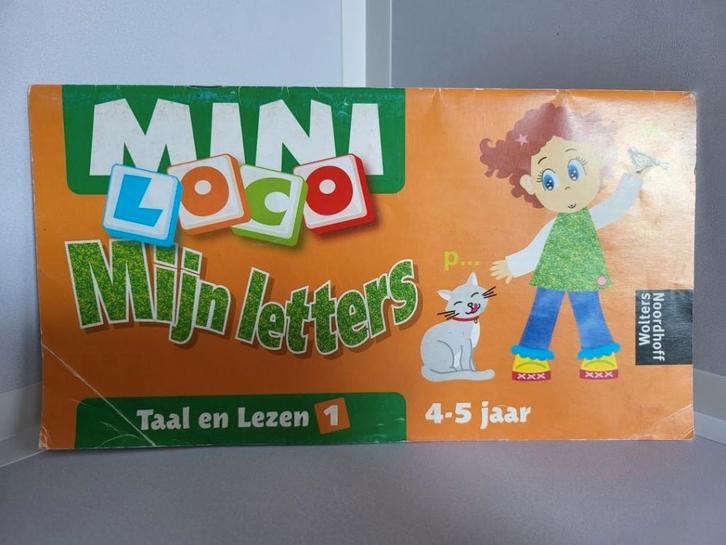 MINI
LOCO
Mijn letters
p...
Taal en Lezen 1
4-5 jaar
Wolters
Noordhoff